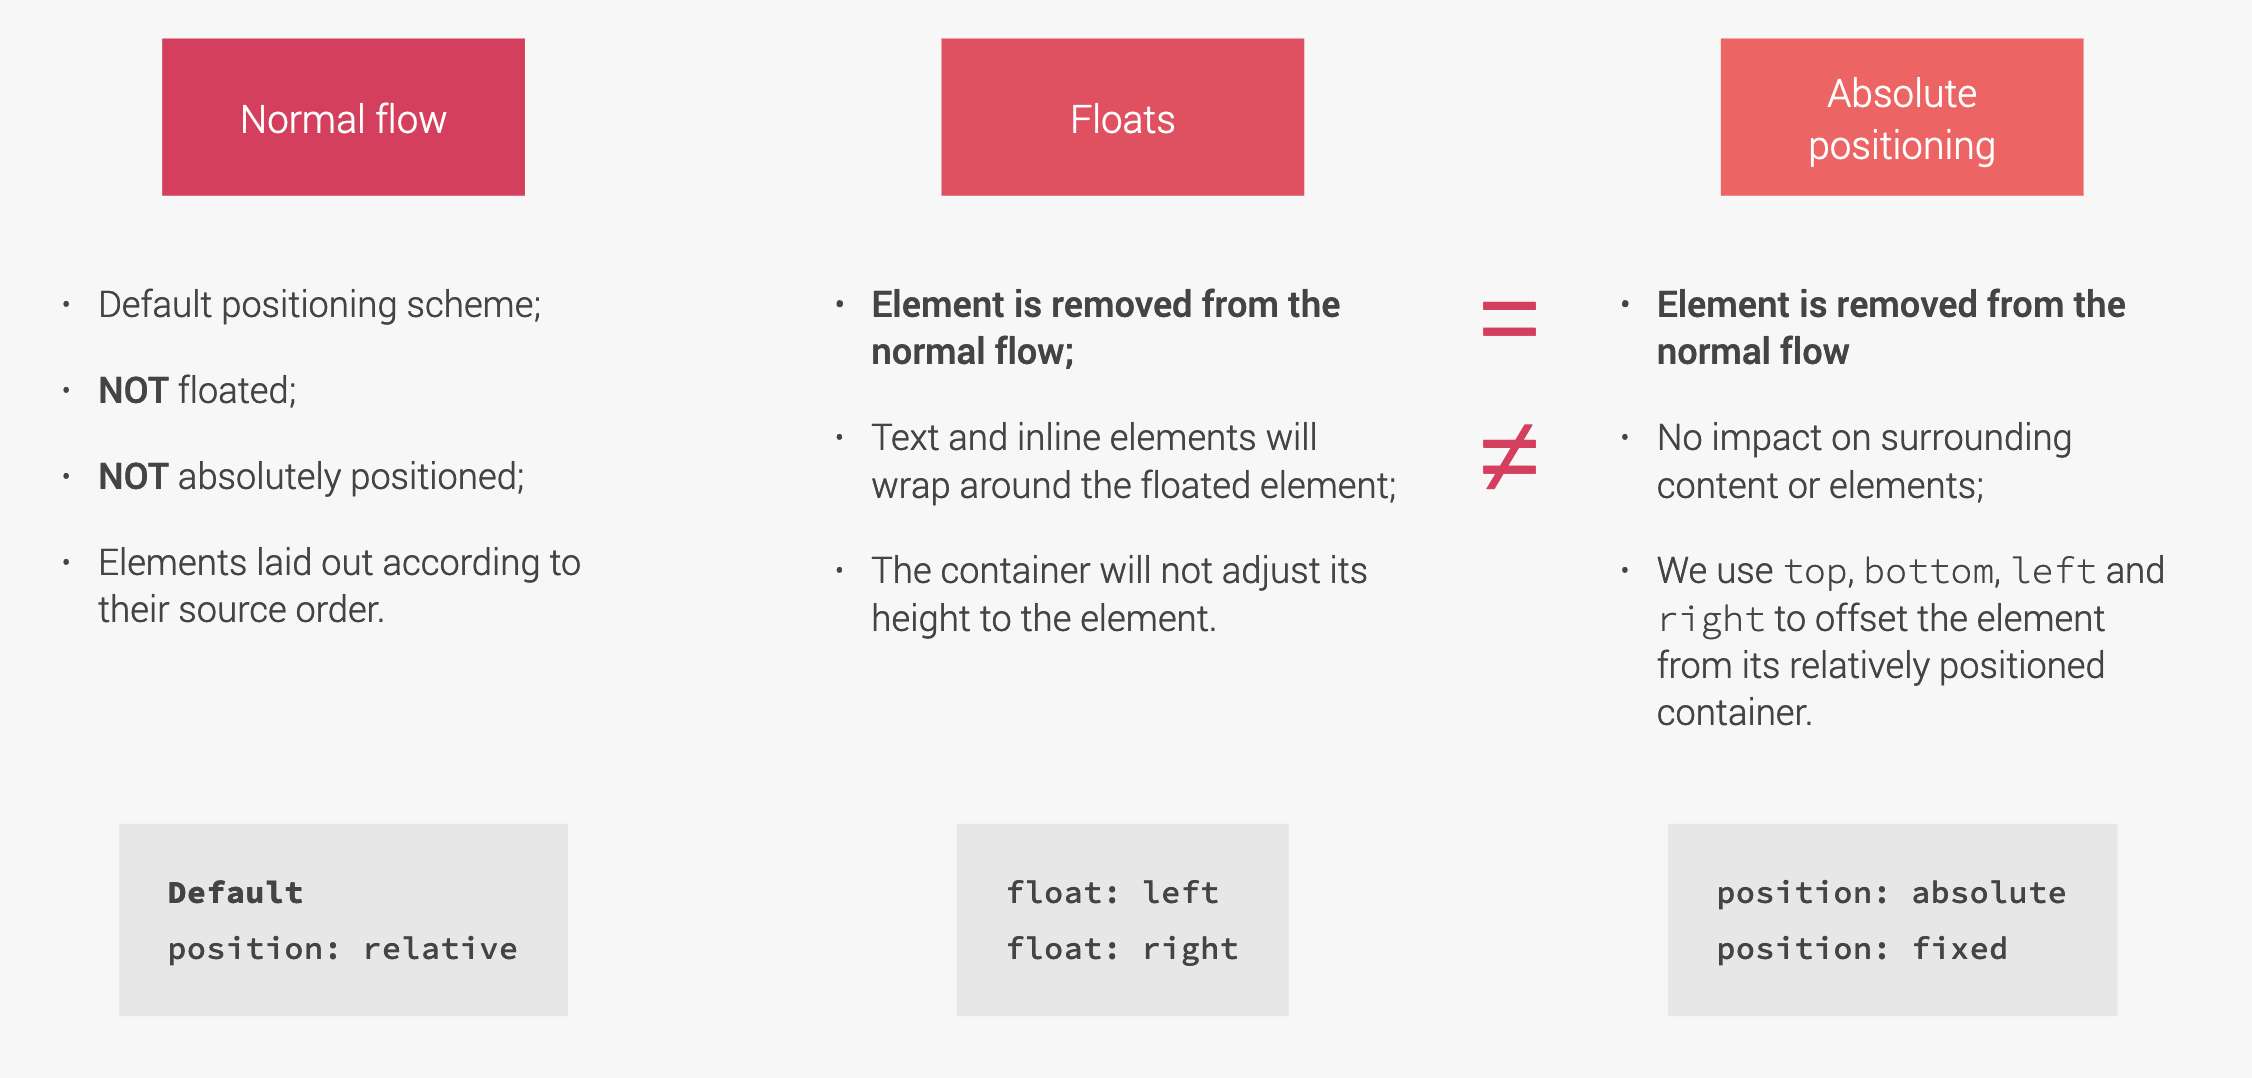 Normal flow
• Default positioning scheme;
• NOT floated;
• NOT absolutely positioned;
• Elements laid out according to
their source order.
Default
position: relative
Floats
• Element is removed from the
normal flow;
• Text and inline elements will
wrap around the floated element;
• The container will not adjust its
height to the element.
float: left
float: right
=
≠
Absolute
positioning
• Element is removed from the
normal flow
• No impact on surrounding
content or elements;
• We use top, bottom, left and
right to offset the element
from its relatively positioned
container.
position: absolute
position: fixed